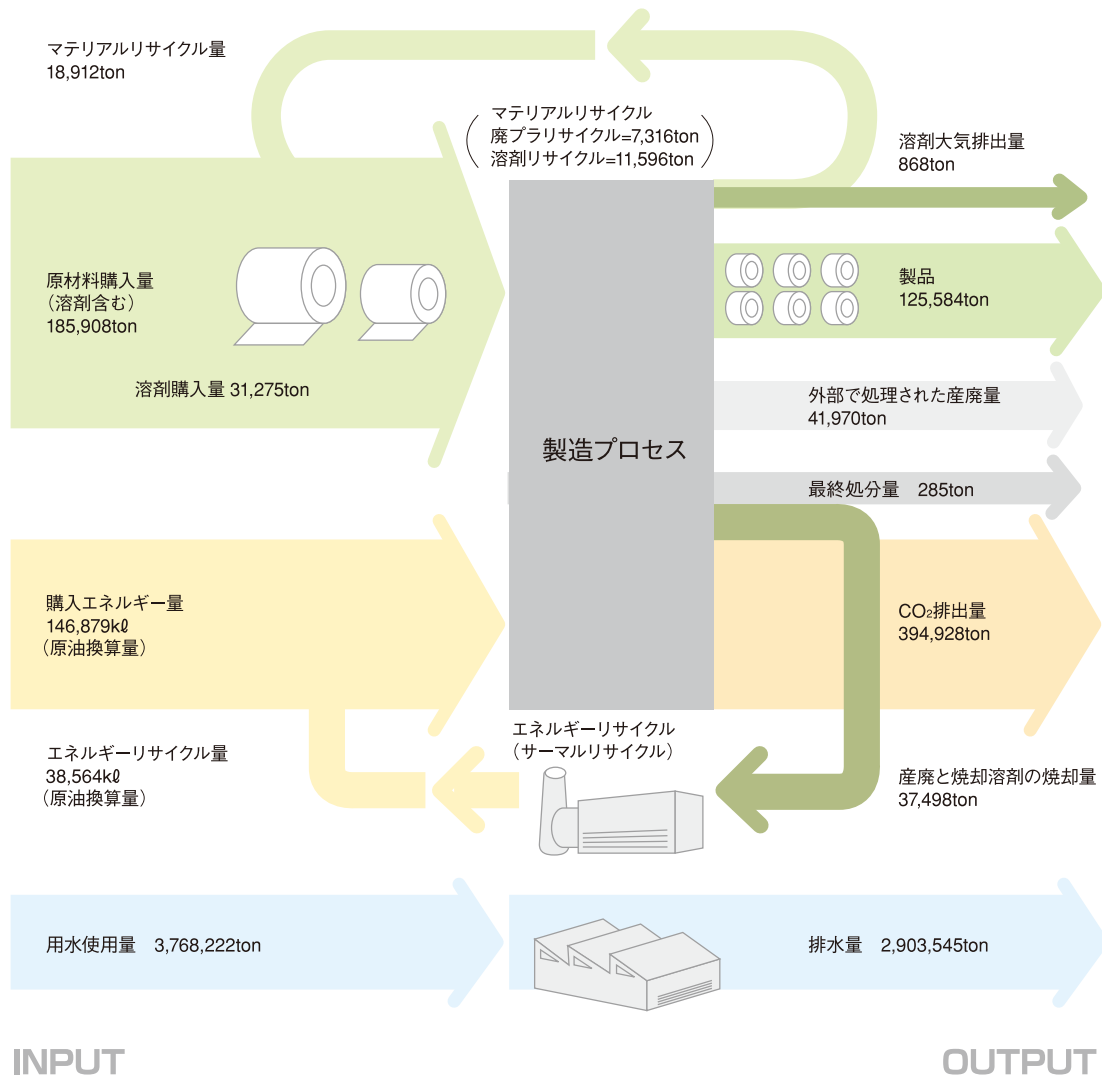 マテリアルリサイクル量
18,912ton
マテリアルリサイクル
廃プラリサイクル=7,316ton
溶剤リサイクル=11,596ton
溶剤大気排出量
868ton
原材料購入量
（溶剤含む）
185,908ton
溶剤購入量 31,275ton
製品
125,584ton
外部で処理された産廃量
41,970ton
製造プロセス
最終処分量 285ton
購入エネルギー量
146,879kℓ
（原油換算量）
CO₂排出量
394,928ton
エネルギーリサイクル
（サーマルリサイクル）
エネルギーリサイクル量
38,564kℓ
（原油換算量）
産廃と焼却溶剤の焼却量
37,498ton
用水使用量 3,768,222ton
排水量 2,903,545ton
INPUT
OUTPUT